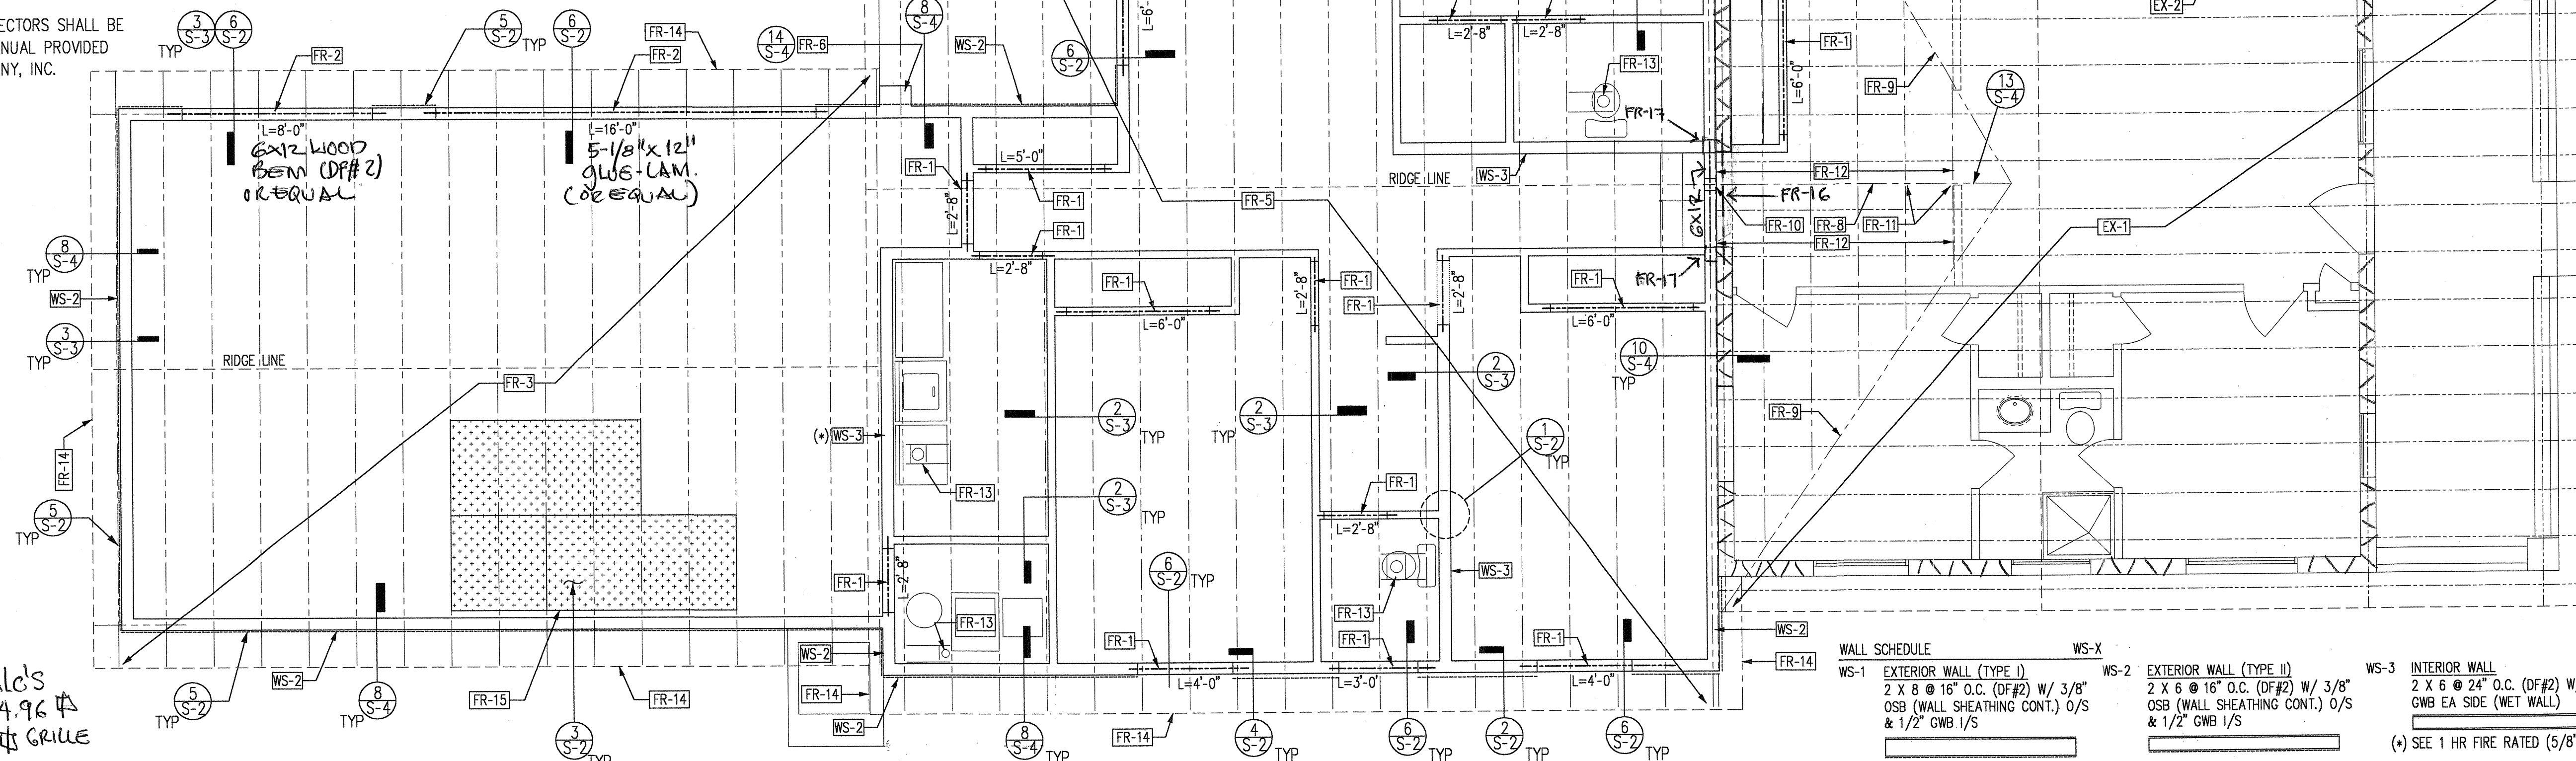 ECTORS SHALL BE
NUAL PROVIDED
NY, INC.
3
S-3
6
S-2
TYP
FR-2
5
S-2
TYP
6
S-2
FR-14
FR-2
14
S-4
FR-6
8
S-4
WS-2
6
S-2
L=6'
L=2'-8"
L=2'-8"
FR-13
FR-17
FR-1
L=6'-0"
EX-2
FR-9
13
S-4
L=8'-0"
6X12 WOOD
BEM (DF#2)
OR EQUAL
L=16'-0"
5-1/8" X 12"
GLUE-LAM.
(OR EQUAL)
FR-1
L=5'-0"
L=2'-8"
FR-1
FR-1
L=2'-8"
FR-5
WS-3
RIDGE LINE
6X12
FR-12
FR-16
FR-10
FR-8
FR-11
FR-12
EX-1
8
S-4
TYP
WS-2
3
S-3
TYP
RIDGE LINE
FR-3
FR-1
L=6'-0"
L=2'-8"
FR-1
FR-1
L=2'-8"
FR-1
FR-17
L=6'-0"
10
S-4
TYP
2
S-3
(*) WS-3
2
S-3
TYP
2
S-3
TYP
1
S-2
TYP
FR-9
FR-14
5
S-2
TYP
FR-13
2
S-3
TYP
FR-1
L=2'-8"
FR-1
L=2'-8"
6
S-2
TYP
WS-3
FR-13
FR-13
FR-1
FR-1
FR-1
WS-2
L=4'-0"
L=3'-0'
L=4'-0"
WS-2
FR-14
4.96
GRILLE
5
S-2
TYP
WS-2
8
S-4
TYP
FR-15
3
S-2
TYP
FR-14
FR-14
WS-2
8
S-4
TYP
FR-14
4
S-2
TYP
6
S-2
TYP
2
S-2
TYP
6
S-2
TYP
WALL SCHEDULE WS-X
WS-1 EXTERIOR WALL (TYPE I)
2 X 8 @ 16" O.C. (DF#2) W/ 3/8"
OSB (WALL SHEATHING CONT.) O/S
& 1/2" GWB I/S
WS-2 EXTERIOR WALL (TYPE II)
2 X 6 @ 16" O.C. (DF#2) W/ 3/8"
OSB (WALL SHEATHING CONT.) O/S
& 1/2" GWB I/S
WS-3 INTERIOR WALL
2 X 6 @ 24" O.C. (DF#2) W
GWB EA SIDE (WET WALL)
(*) SEE 1 HR FIRE RATED (5/8"